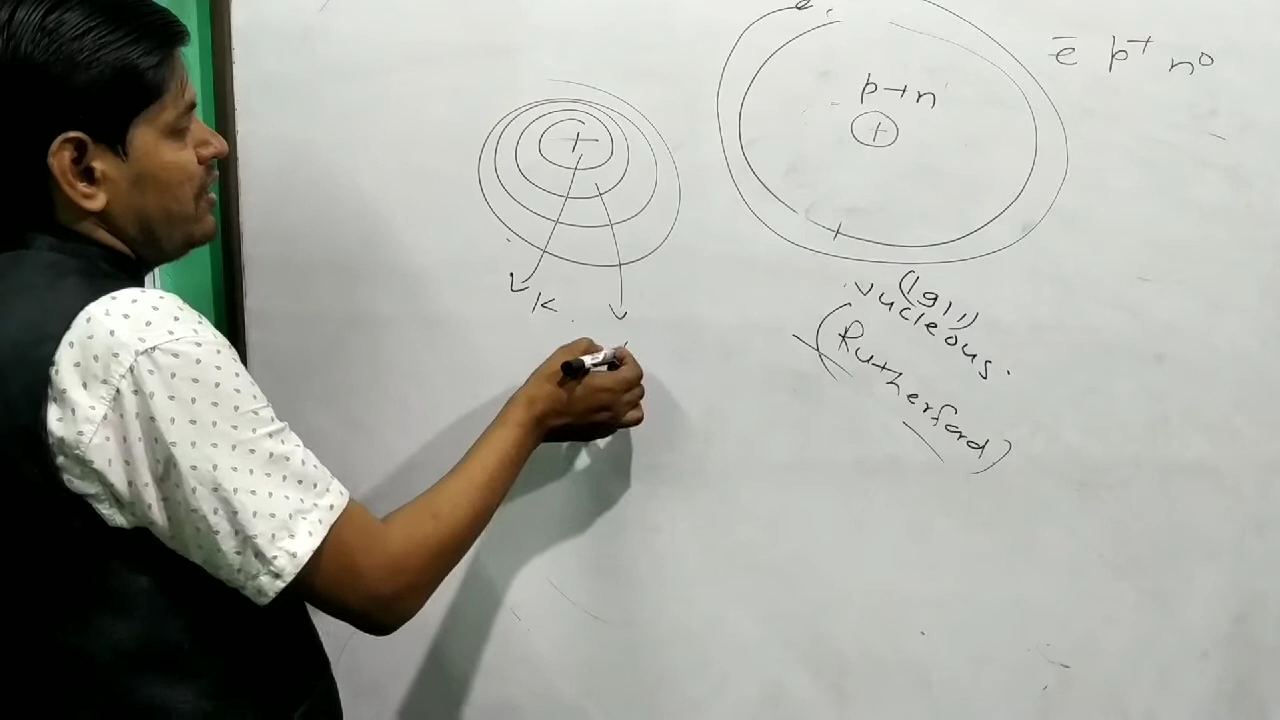 e⁻ p⁺ n⁰
p+n
+
+
K
(1911)
nucleous.
(Rutherford)